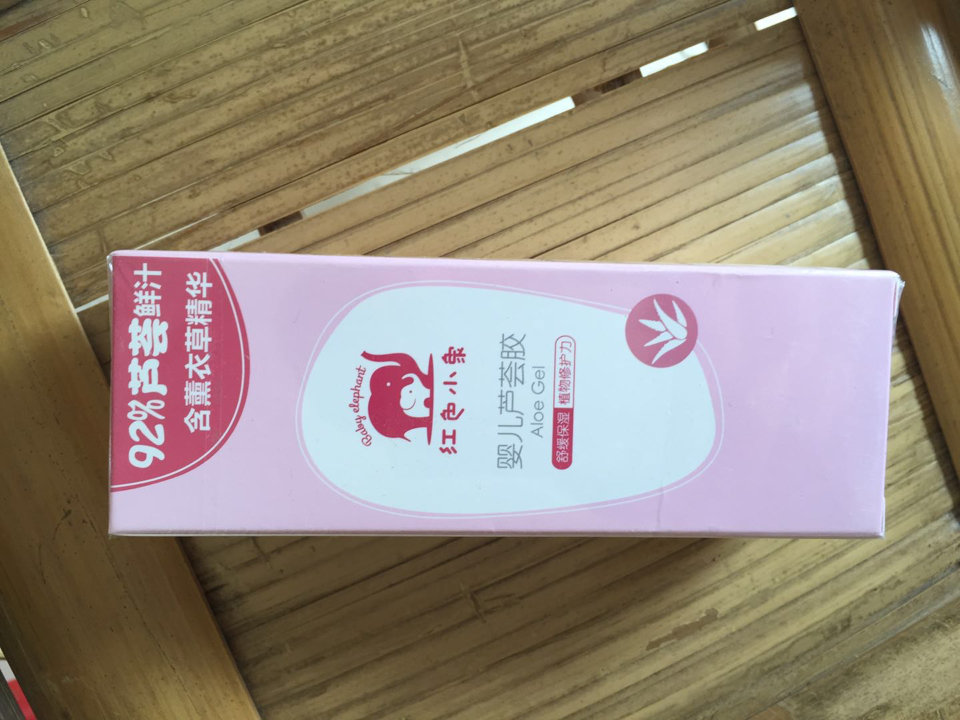 92%芦荟鲜汁
含薰衣草精华
Baby elephant
红色小象
婴儿芦荟胶
Aloe Gel
舒缓保湿 植物修护力